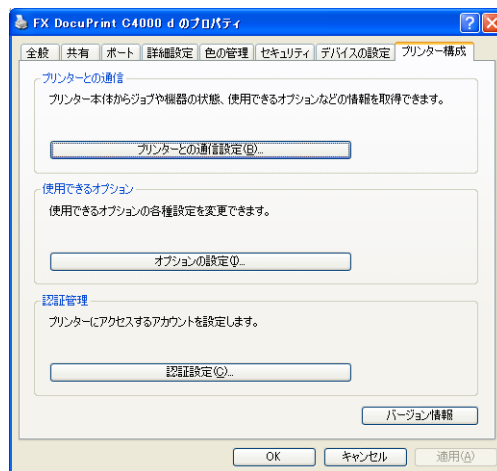 FX DocuPrint C4000 d のプロパティ
全般 共有 ポート 詳細設定 色の管理 セキュリティ デバイスの設定 プリンター構成
プリンターとの通信
プリンター本体からジョブや機器の状態、使用できるオプションなどの情報を取得できます。
プリンターとの通信設定(B)...
使用できるオプション
使用できるオプションの各種設定を変更できます。
オプションの設定(I)...
認証管理
プリンターにアクセスするアカウントを設定します。
認証設定(C)...
バージョン情報
OK キャンセル 適用(A)